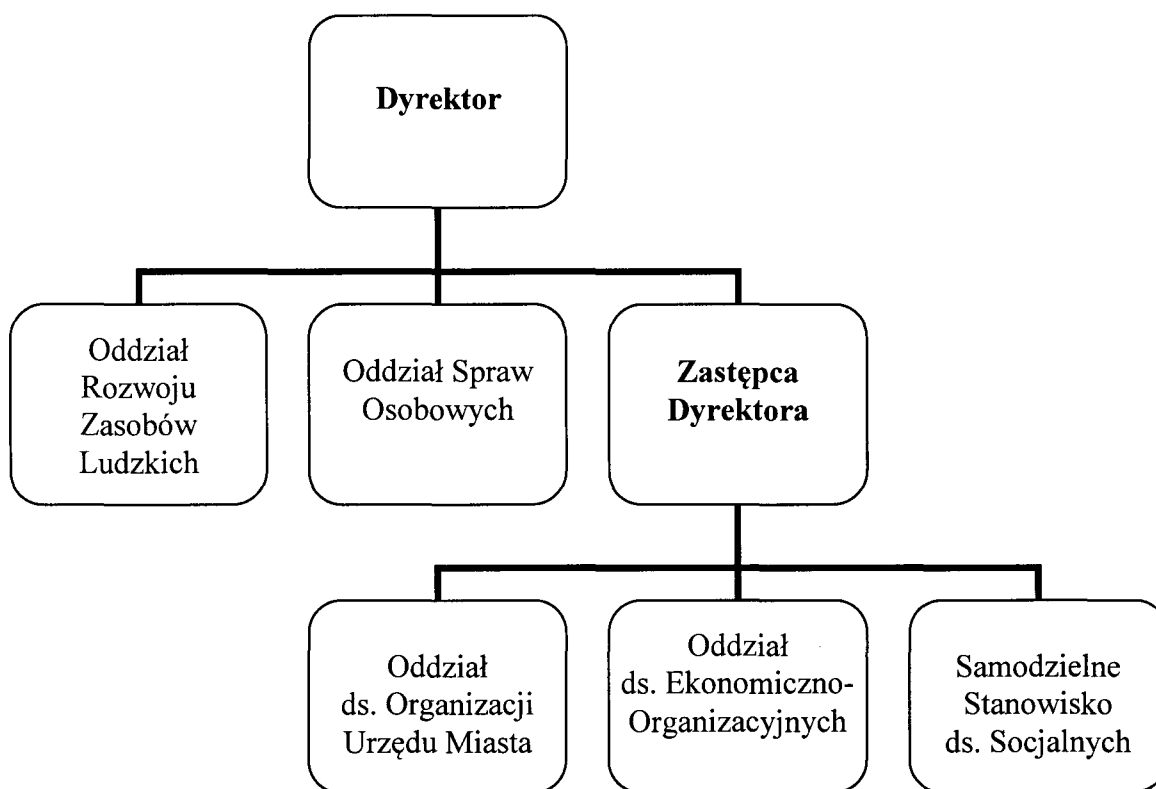 Dyrektor
Oddział
Rozwoju
Zasobów
Ludzkich
Oddział Spraw
Osobowych
Zastępca
Dyrektora
Oddział
ds. Organizacji
Urzędu Miasta
Oddział
ds. Ekonomiczno-
Organizacyjnych
Samodzielne
Stanowisko
ds. Socjalnych